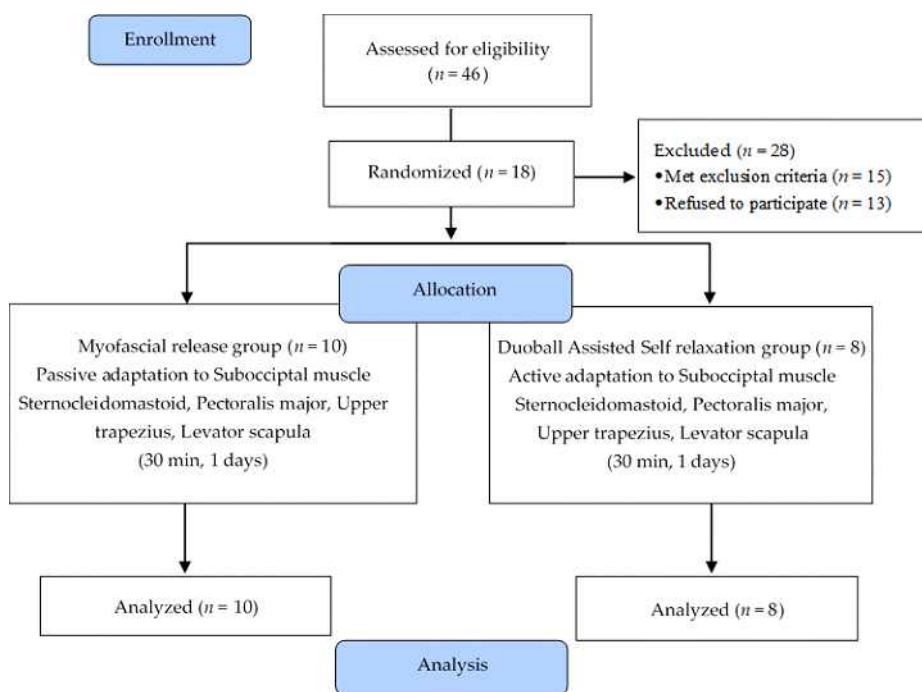 Enrollment
Assessed for eligibility
(n = 46)
Randomized (n = 18)
Excluded (n = 28)
•Met exclusion criteria (n = 15)
•Refused to participate (n = 13)
Allocation
Myofascial release group (n = 10)
Passive adaptation to Subocciptal muscle
Sternocleidomastoid, Pectoralis major, Upper
trapezius, Levator scapula
(30 min, 1 days)
Duoball Assisted Self relaxation group (n = 8)
Active adaptation to Subocciptal muscle
Sternocleidomastoid, Pectoralis major,
Upper trapezius, Levator scapula
(30 min, 1 days)
Analyzed (n = 10)
Analyzed (n = 8)
Analysis